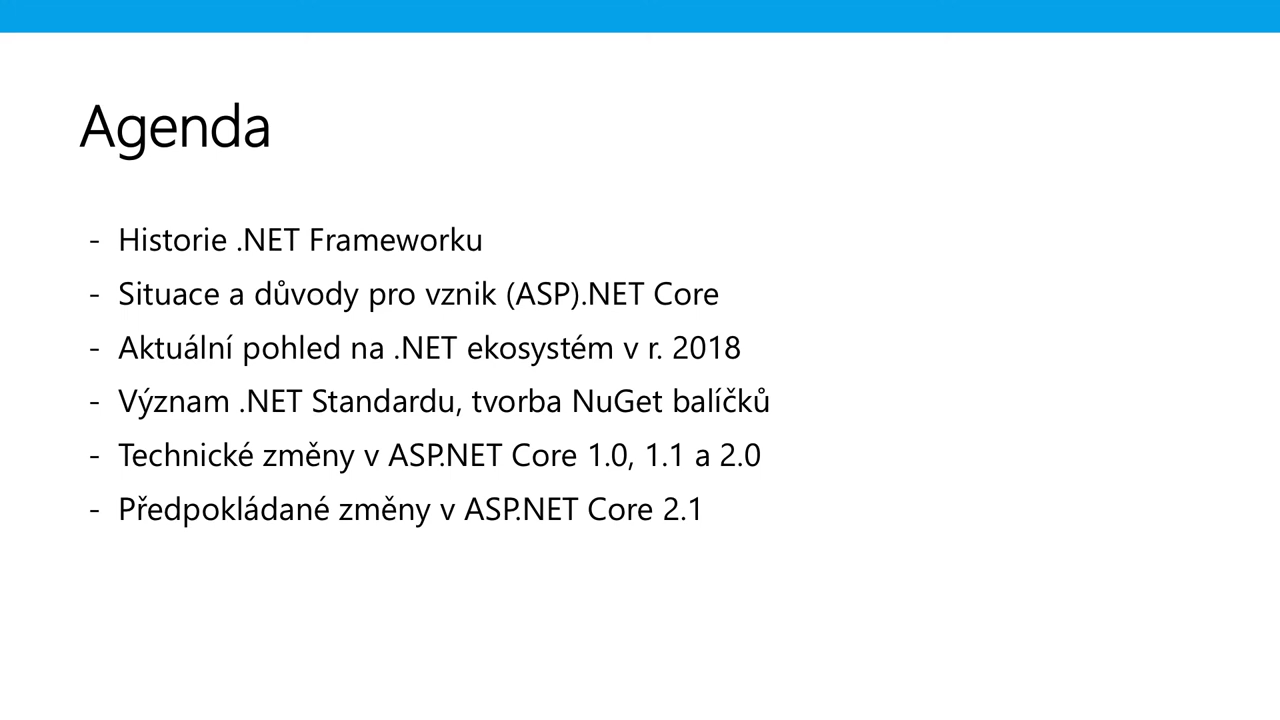 Agenda
- Historie .NET Frameworku
- Situace a důvody pro vznik (ASP).NET Core
- Aktuální pohled na .NET ekosystém v r. 2018
- Význam .NET Standardu, tvorba NuGet balíčků
- Technické změny v ASP.NET Core 1.0, 1.1 a 2.0
- Předpokládané změny v ASP.NET Core 2.1